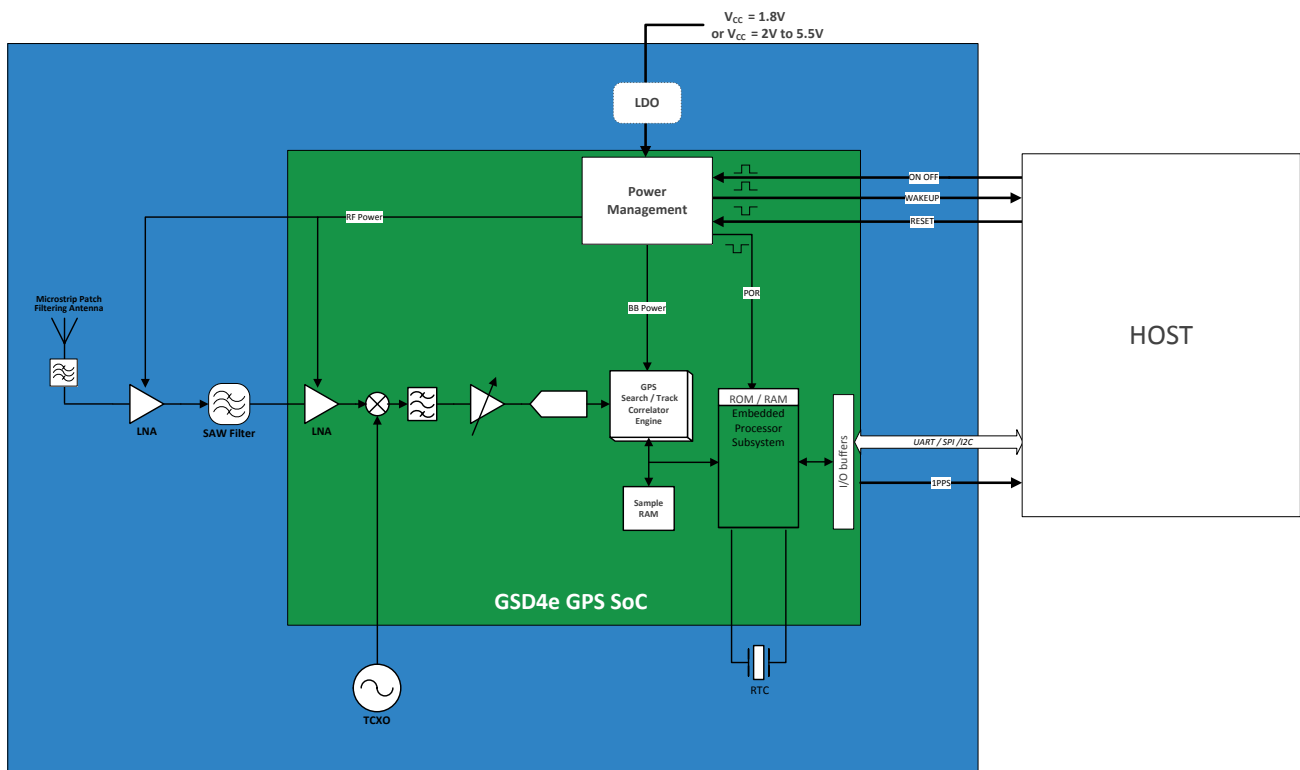 VCC = 1.8V
or VCC = 2V to 5.5V
LDO
Power
Management
ON OFF
WAKEUP
RESET
RF Power
BB Power
POR
Microstrip Patch
Filtering Antenna
HOST
LNA
SAW Filter
LNA
GPS
Search / Track
Correlator
Engine
ROM / RAM
Embedded
Processor
Subsystem
I/O buffers
UART / SPI /I2C
1PPS
Sample
RAM
GSD4e GPS SoC
RTC
TCXO